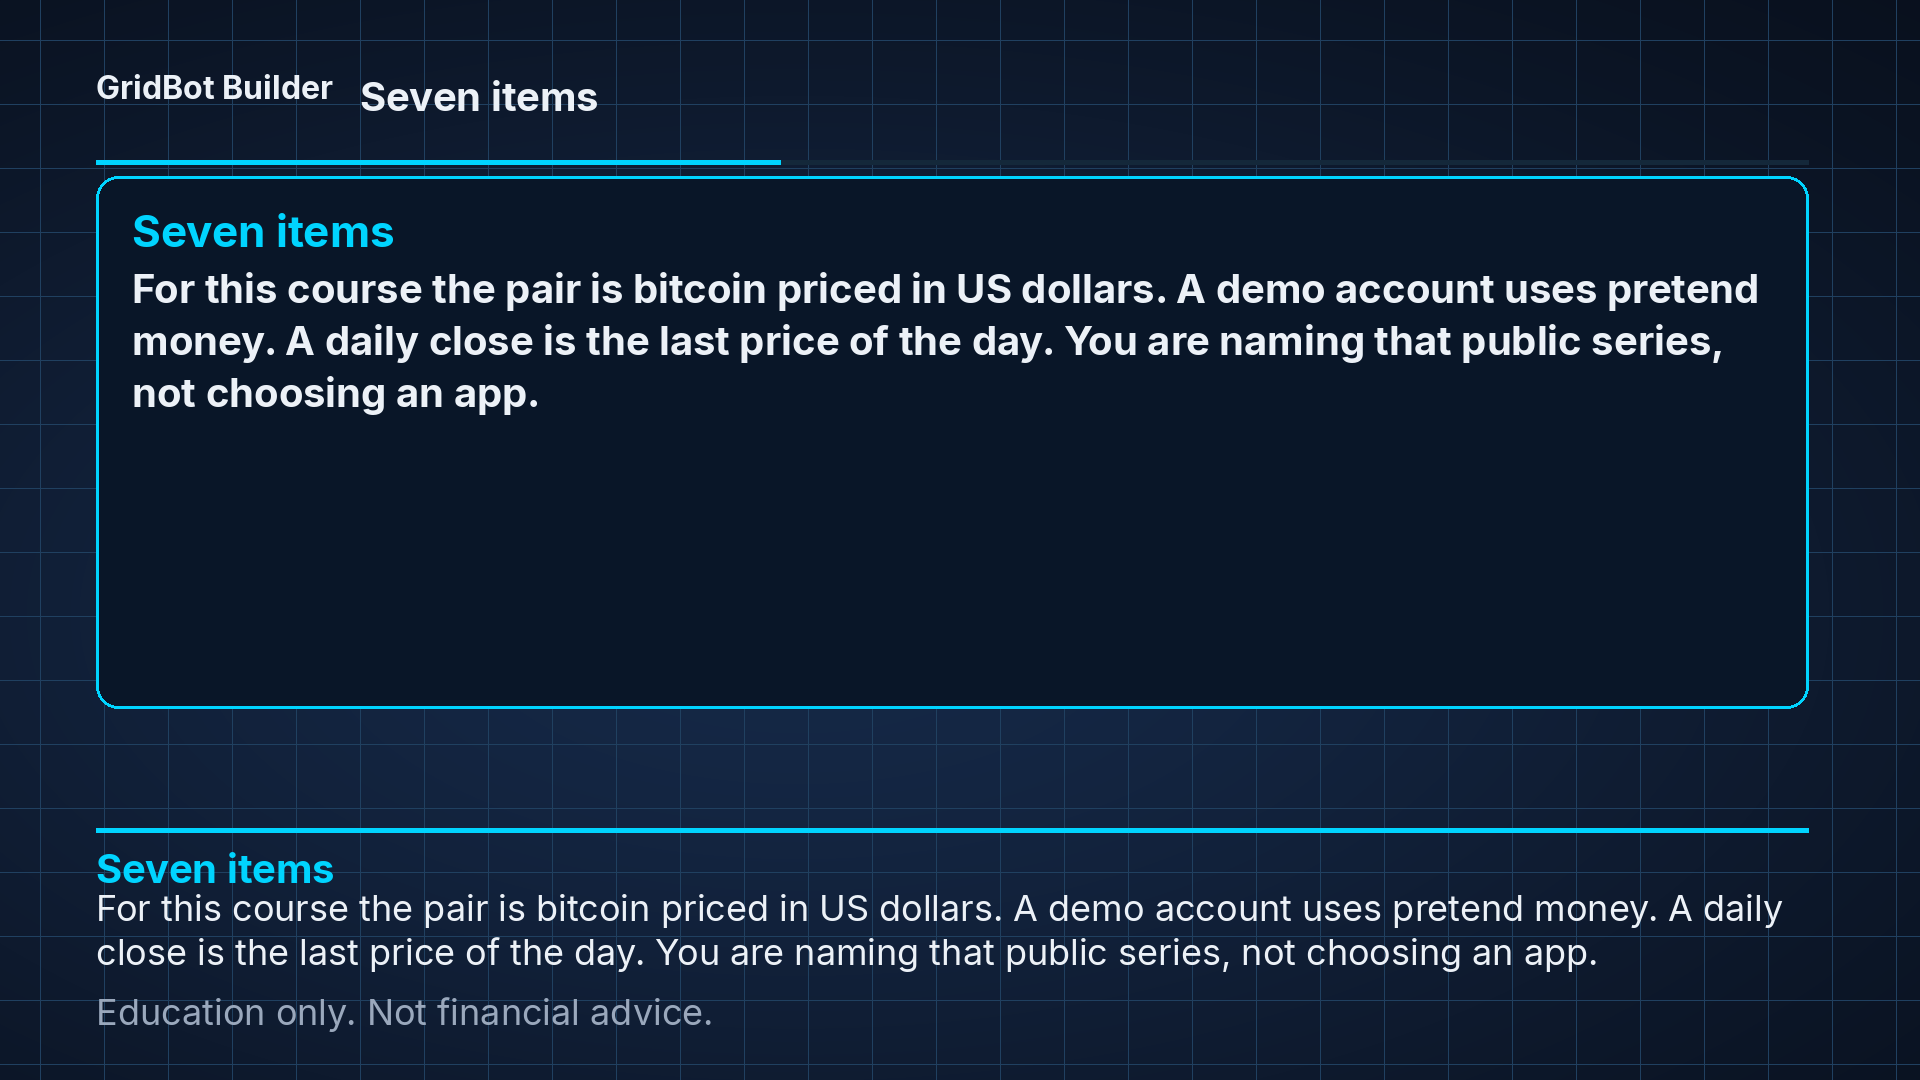 GridBot Builder
Seven items
Seven items
For this course the pair is bitcoin priced in US dollars. A demo account uses pretend
money. A daily close is the last price of the day. You are naming that public series,
not choosing an app.
Seven items
For this course the pair is bitcoin priced in US dollars. A demo account uses pretend money. A daily
close is the last price of the day. You are naming that public series, not choosing an app.
Education only. Not financial advice.